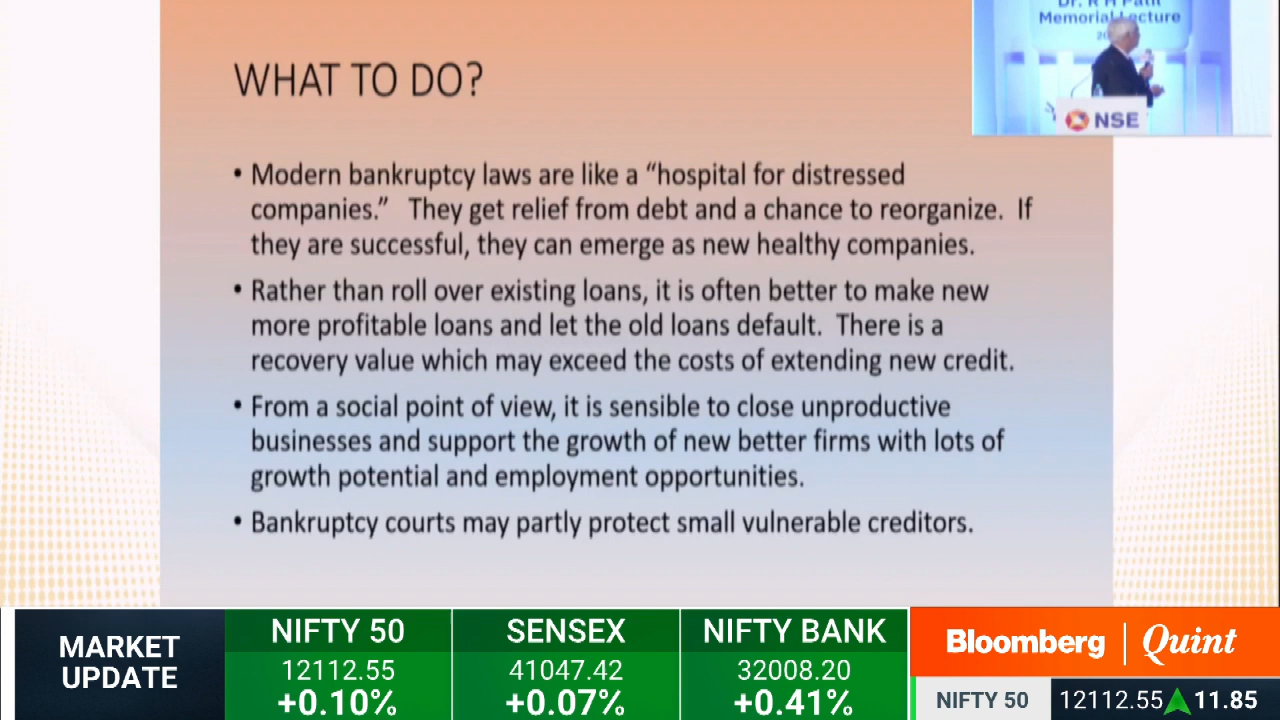 Dr. R H Patil
Memorial Lecture
NSE
WHAT TO DO?
• Modern bankruptcy laws are like a “hospital for distressed
companies.” They get relief from debt and a chance to reorganize. If
they are successful, they can emerge as new healthy companies.
• Rather than roll over existing loans, it is often better to make new
more profitable loans and let the old loans default. There is a
recovery value which may exceed the costs of extending new credit.
• From a social point of view, it is sensible to close unproductive
businesses and support the growth of new better firms with lots of
growth potential and employment opportunities.
• Bankruptcy courts may partly protect small vulnerable creditors.
MARKET
UPDATE
NIFTY 50
12112.55
+0.10%
SENSEX
41047.42
+0.07%
NIFTY BANK
32008.20
+0.41%
Bloomberg | Quint
NIFTY 50 12112.55 ▲ 11.85